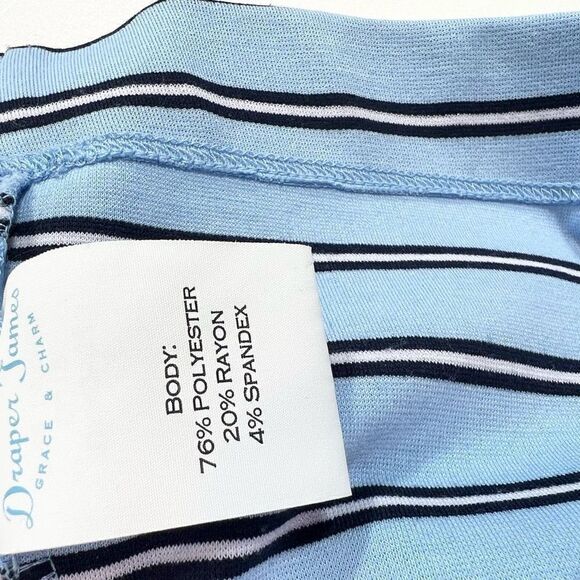 Draper James
GRACE & CHARM
BODY:
76% POLYESTER
20% RAYON
4% SPANDEX